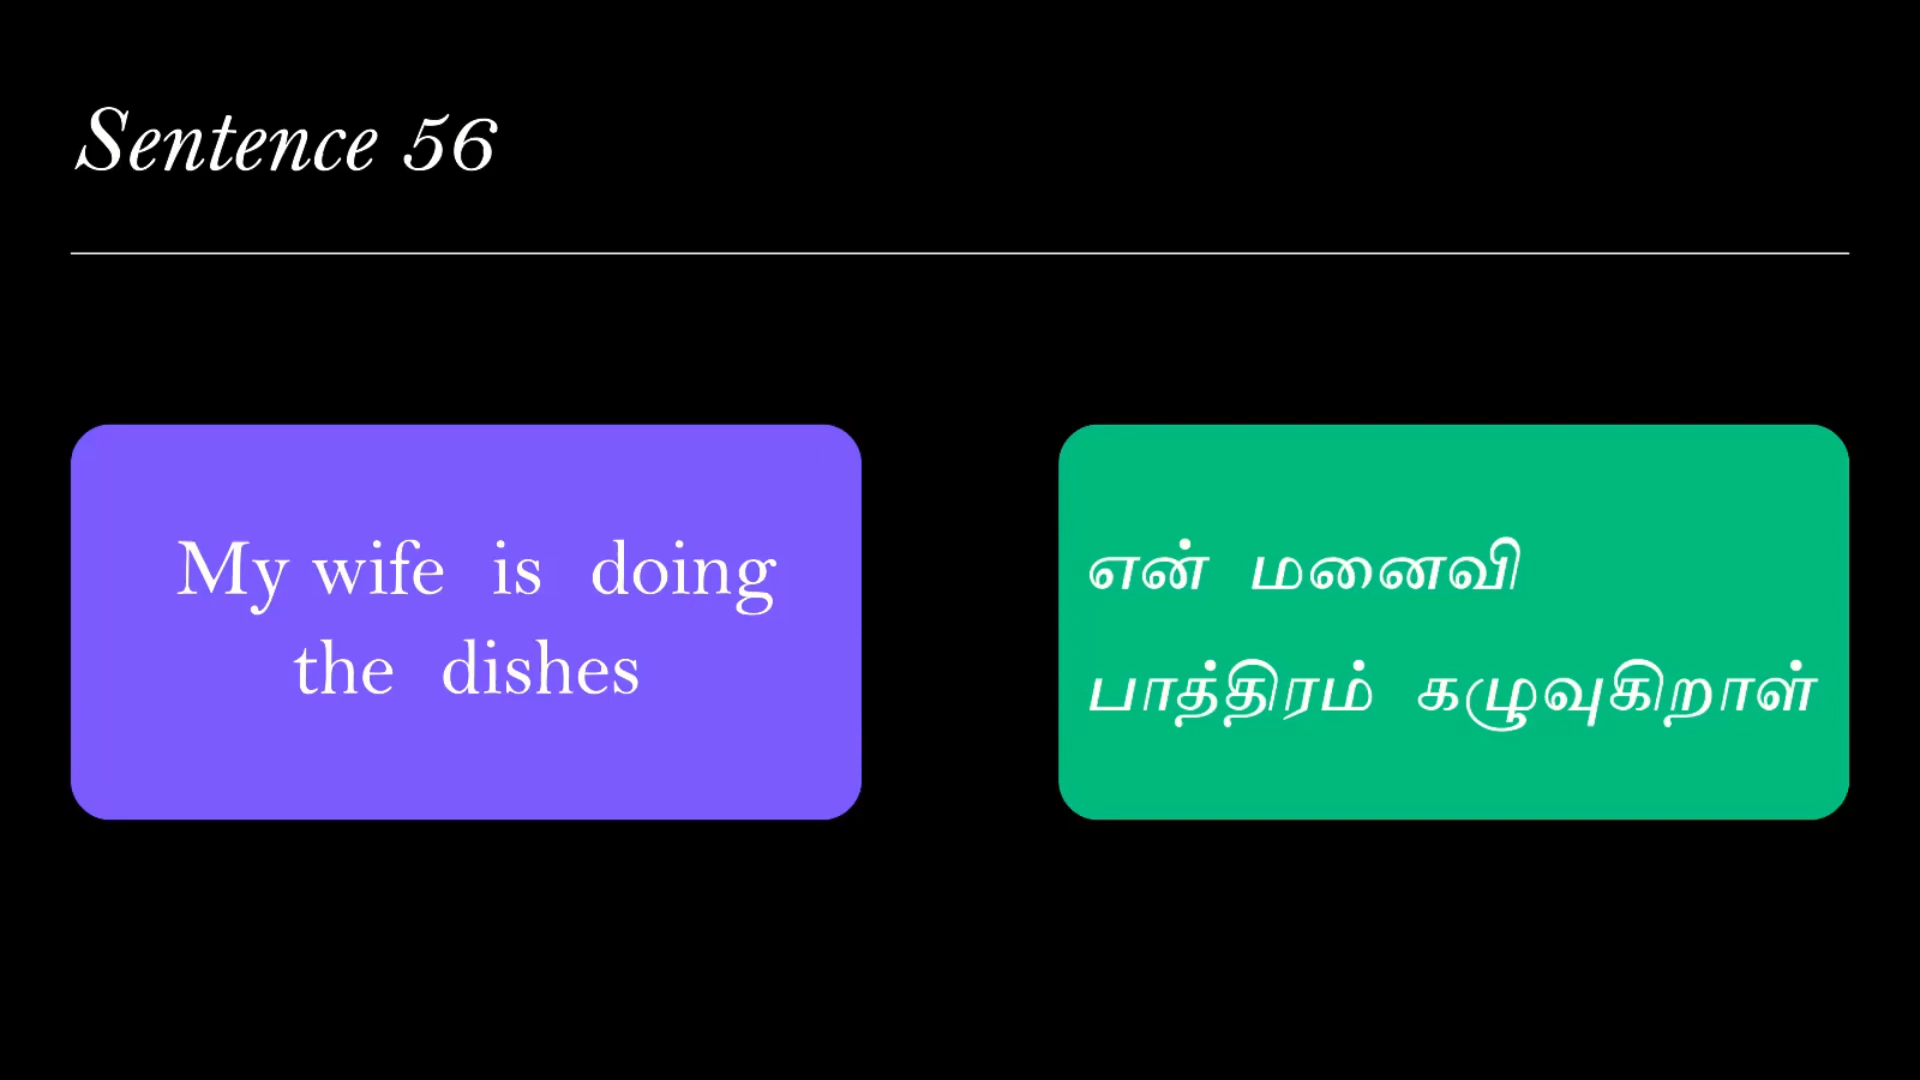 Sentence 56
My wife is doing
the dishes
என் மனைவி
பாத்திரம் கழுவுகிறாள்